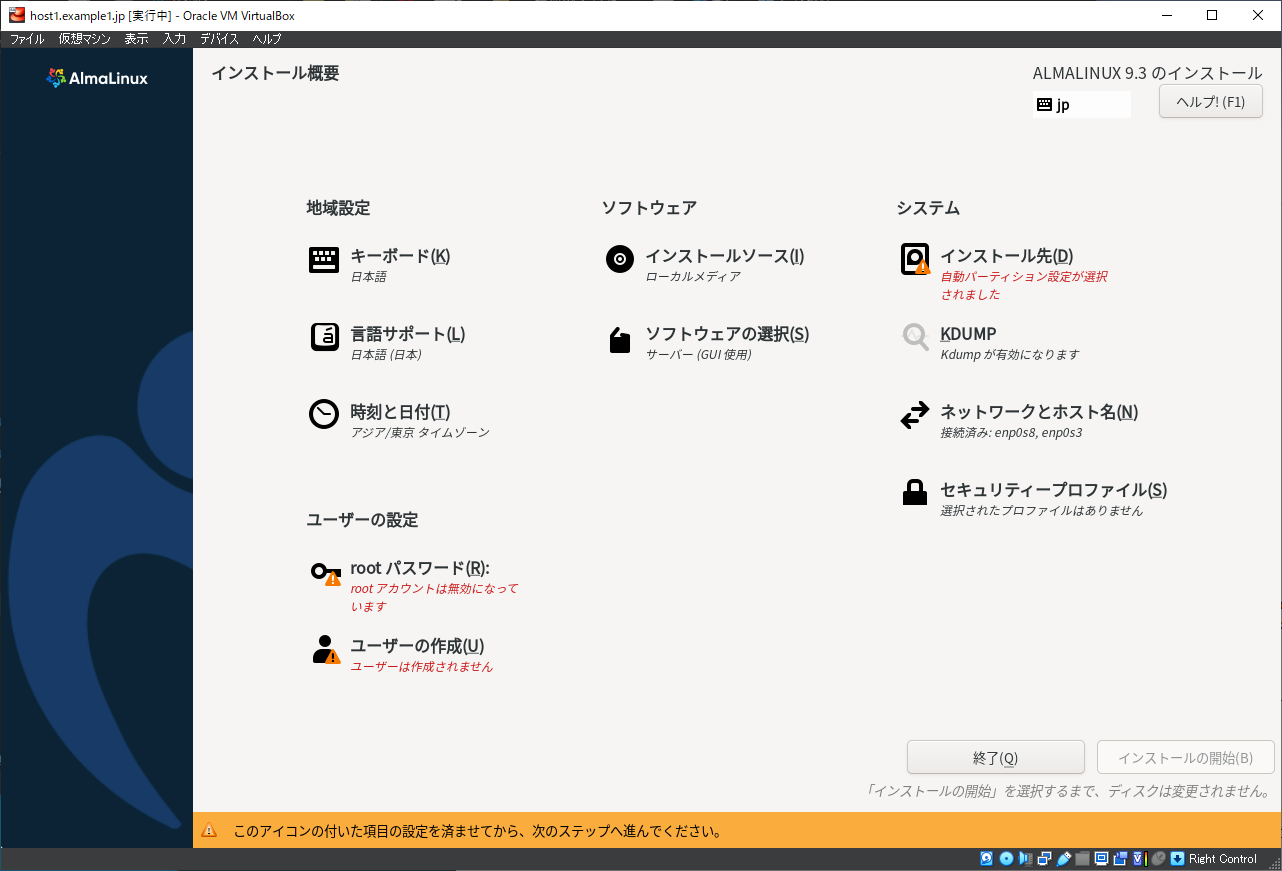 host1.example1.jp [実行中] - Oracle VM VirtualBox
ファイル 仮想マシン 表示 入力 デバイス ヘルプ
AlmaLinux
インストール概要
ALMALINUX 9.3 のインストール
jp
ヘルプ! (F1)
地域設定
キーボード(K)
日本語
言語サポート(L)
日本語 (日本)
時刻と日付(T)
アジア/東京 タイムゾーン
ソフトウェア
インストールソース(I)
ローカルメディア
ソフトウェアの選択(S)
サーバー (GUI 使用)
システム
インストール先(D)
自動パーティション設定が選択
されました
KDUMP
Kdump が有効になります
ネットワークとホスト名(N)
接続済み: enp0s8, enp0s3
セキュリティープロファイル(S)
選択されたプロファイルはありません
ユーザーの設定
root パスワード(R):
root アカウントは無効になって
います
ユーザーの作成(U)
ユーザーは作成されません
終了(Q)
インストールの開始(B)
「インストールの開始」を選択するまで、ディスクは変更されません。
このアイコンの付いた項目の設定を済ませてから、次のステップへ進んでください。
Right Control